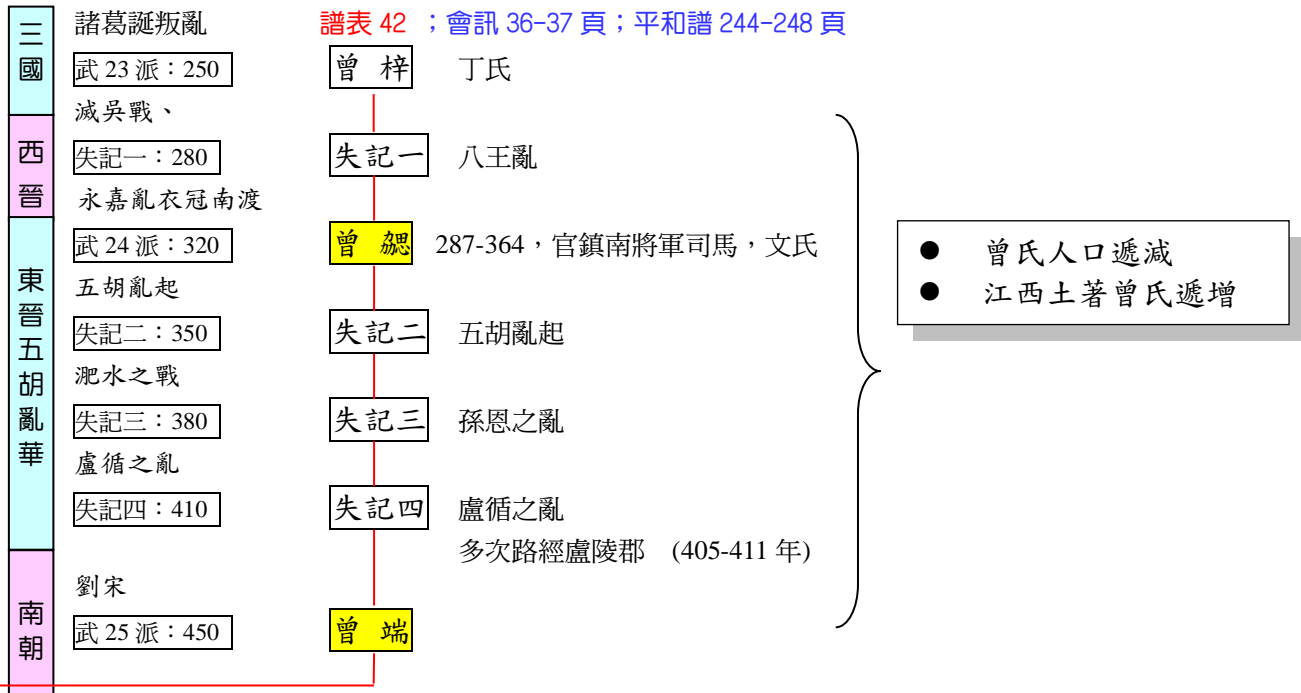 三國
諸葛誕叛亂 譜表 42 ；會訊 36-37 頁；平和譜 244-248 頁
武 23 派：250 曾 梓 丁氏
滅吳戰、
西晉
失記一：280 失記一 八王亂
永嘉亂衣冠南渡
東晉五胡亂華
武 24 派：320 曾 勰 287-364，官鎮南將軍司馬，文氏
● 曾氏人口遞減
● 江西土著曾氏遞增
五胡亂起
失記二：350 失記二 五胡亂起
淝水之戰
失記三：380 失記三 孫恩之亂
盧循之亂
失記四：410 失記四 盧循之亂
多次路經盧陵郡 (405-411 年)
南朝
劉宋
武 25 派：450 曾 端